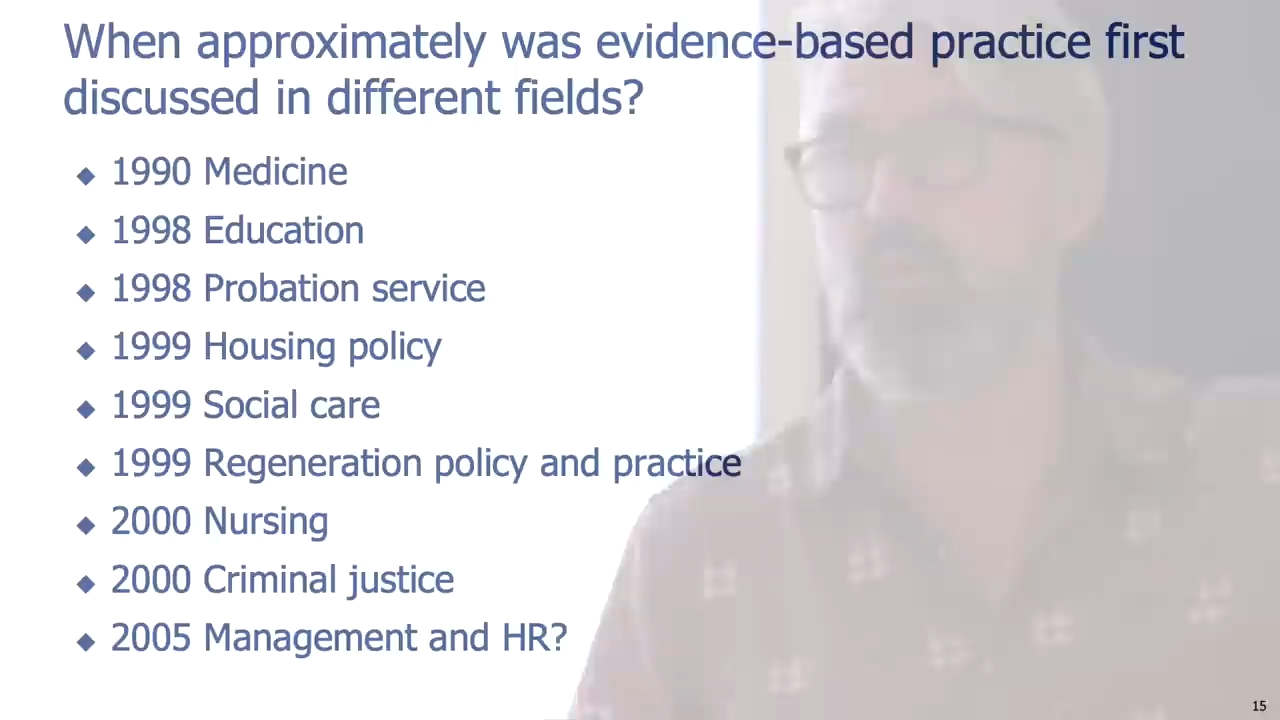 When approximately was evidence-based practice first
discussed in different fields?
◆ 1990 Medicine
◆ 1998 Education
◆ 1998 Probation service
◆ 1999 Housing policy
◆ 1999 Social care
◆ 1999 Regeneration policy and practice
◆ 2000 Nursing
◆ 2000 Criminal justice
◆ 2005 Management and HR?
15